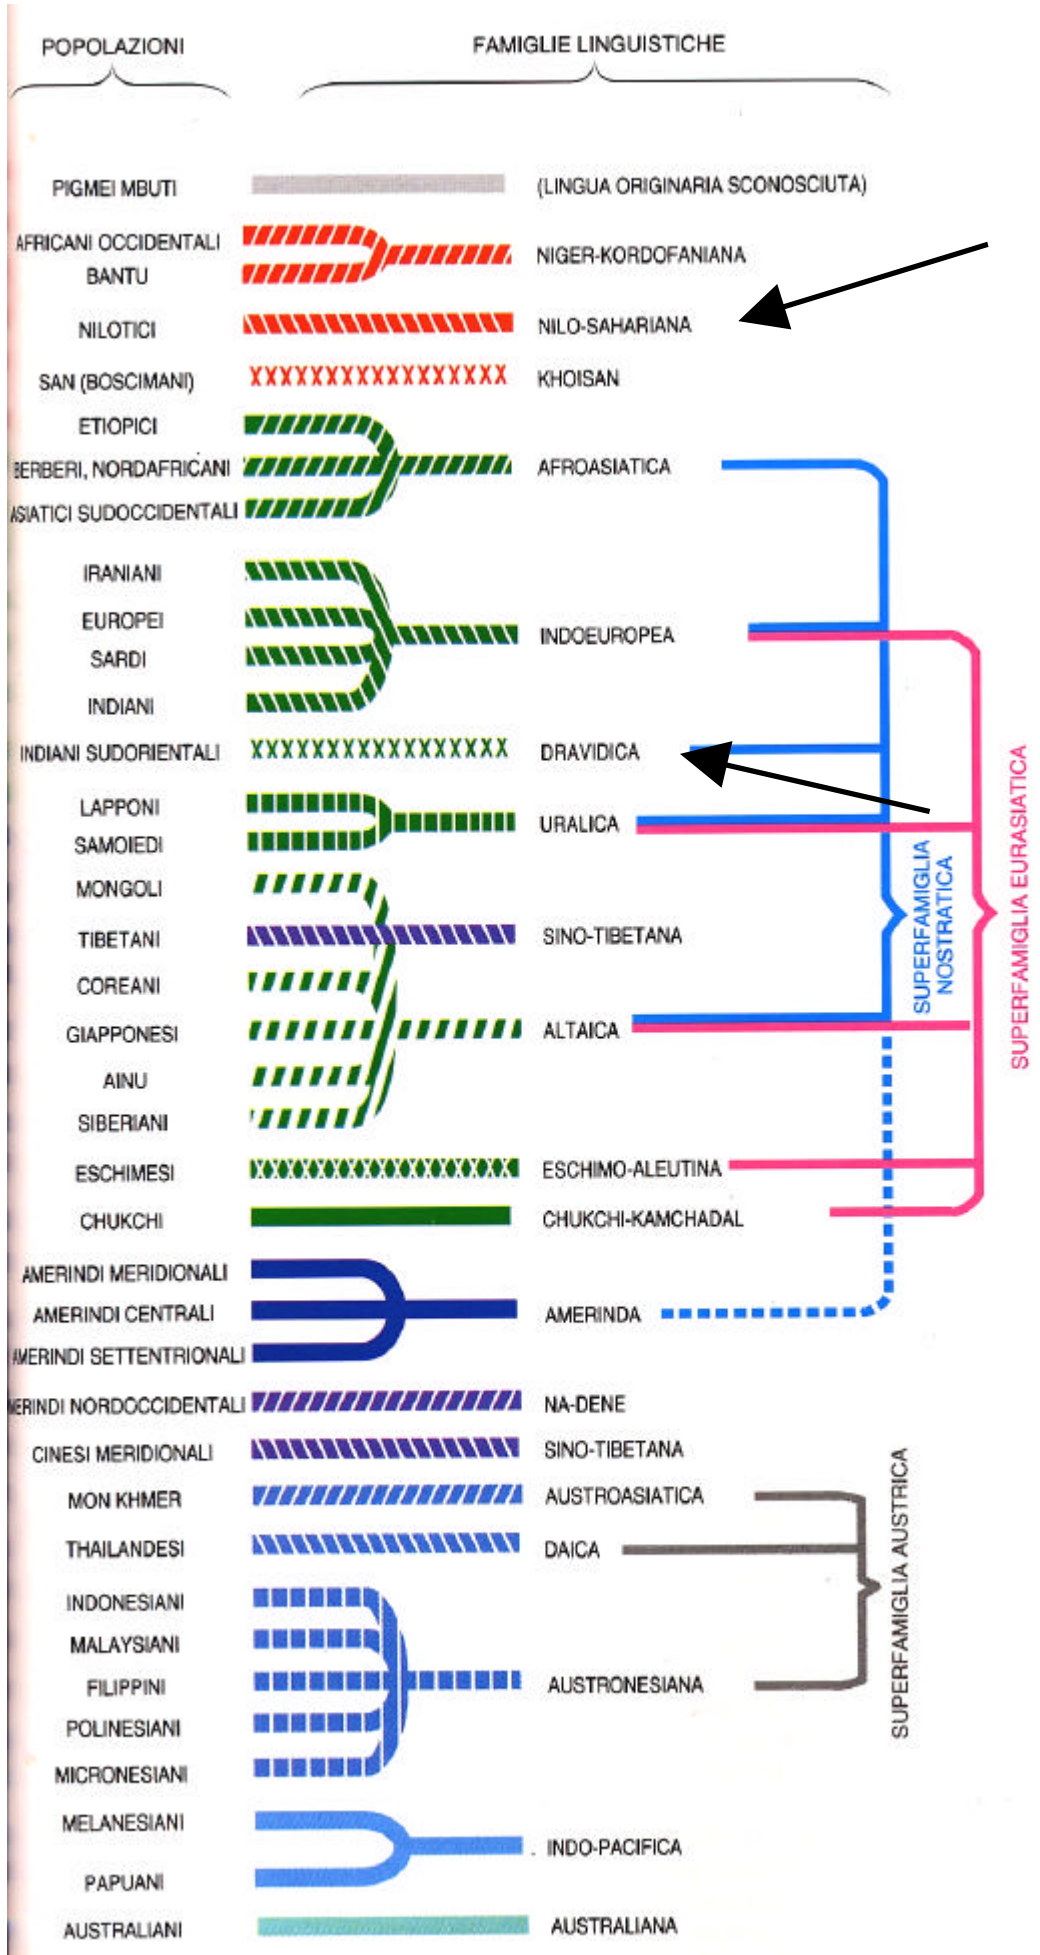 POPOLAZIONI FAMIGLIE LINGUISTICHE
PIGMEI MBUTI (LINGUA ORIGINARIA SCONOSCIUTA)
AFRICANI OCCIDENTALI
BANTU NIGER-KORDOFANIANA
NILOTICI NILO-SAHARIANA
SAN (BOSCIMANI) KHOISAN
ETIOPICI
BERBERI, NORDAFRICANI AFROASIATICA
ASIATICI SUDOCCIDENTALI
IRANIANI
EUROPEI INDOEUROPEA
SARDI
INDIANI
INDIANI SUDORIENTALI DRAVIDICA
LAPPONI URALICA
SAMOIEDI
MONGOLI
TIBETANI SINO-TIBETANA
COREANI
GIAPPONESI ALTAICA
AINU
SIBERIANI
ESCHIMESI ESCHIMO-ALEUTINA
CHUKCHI CHUKCHI-KAMCHADAL
AMERINDI MERIDIONALI
AMERINDI CENTRALI AMERINDA
AMERINDI SETTENTRIONALI
MERINDI NORDOCCIDENTALI NA-DENE
CINESI MERIDIONALI SINO-TIBETANA
MON KHMER AUSTROASIATICA
THAILANDESI DAICA
INDONESIANI
MALAYSIANI
FILIPPINI AUSTRONESIANA
POLINESIANI
MICRONESIANI
MELANESIANI INDO-PACIFICA
PAPUANI
AUSTRALIANI AUSTRALIANA
SUPERFAMIGLIA
NOSTRATICA
SUPERFAMIGLIA EURASIATICA
SUPERFAMIGLIA AUSTRICA